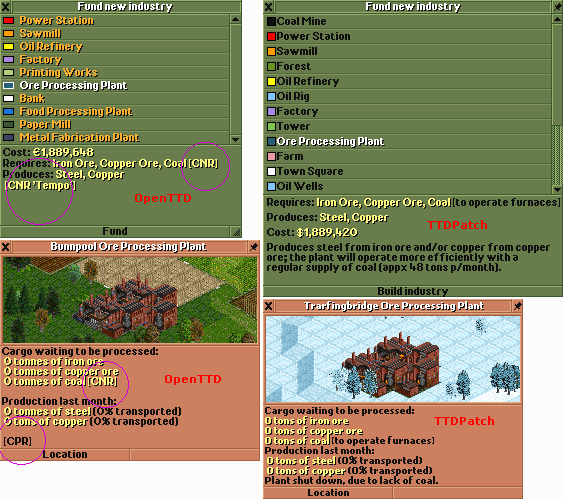 Fund new industry
Power Station
Sawmill
Oil Refinery
Factory
Printing Works
Ore Processing Plant
Bank
Food Processing Plant
Paper Mill
Metal Fabrication Plant
Cost: €1,889,648
Requires: Iron Ore, Copper Ore, Coal [CNR]
Produces: Steel, Copper
[CNR 'Tempo']
OpenTTD
Fund
Bunnpool Ore Processing Plant
Cargo waiting to be processed:
0 tonnes of iron ore
0 tonnes of copper ore
0 tonnes of coal [CNR]
OpenTTD
Production last month:
0 tonnes of steel (0% transported)
0 tons of copper (0% transported)
[CPR]
Location
Fund new industry
Coal Mine
Power Station
Sawmill
Forest
Oil Refinery
Oil Rig
Factory
Tower
Ore Processing Plant
Farm
Town Square
Oil Wells
Requires: Iron Ore, Copper Ore, Coal [to operate furnaces]
Produces: Steel, Copper
TTDPatch
Cost: $1,889,420
Produces steel from iron ore and/or copper from copper
ore; the plant will operate more efficiently with a
regular supply of coal (appx 48 tons p/month).
Build industry
Trarfingbridge Ore Processing Plant
Cargo waiting to be processed:
0 tons of iron ore
0 tons of copper ore
TTDPatch
0 tons of coal [to operate furnaces]
Production last month:
0 tons of steel (0% transported)
0 tons of copper (0% transported)
Plant shut down, due to lack of coal.
Location